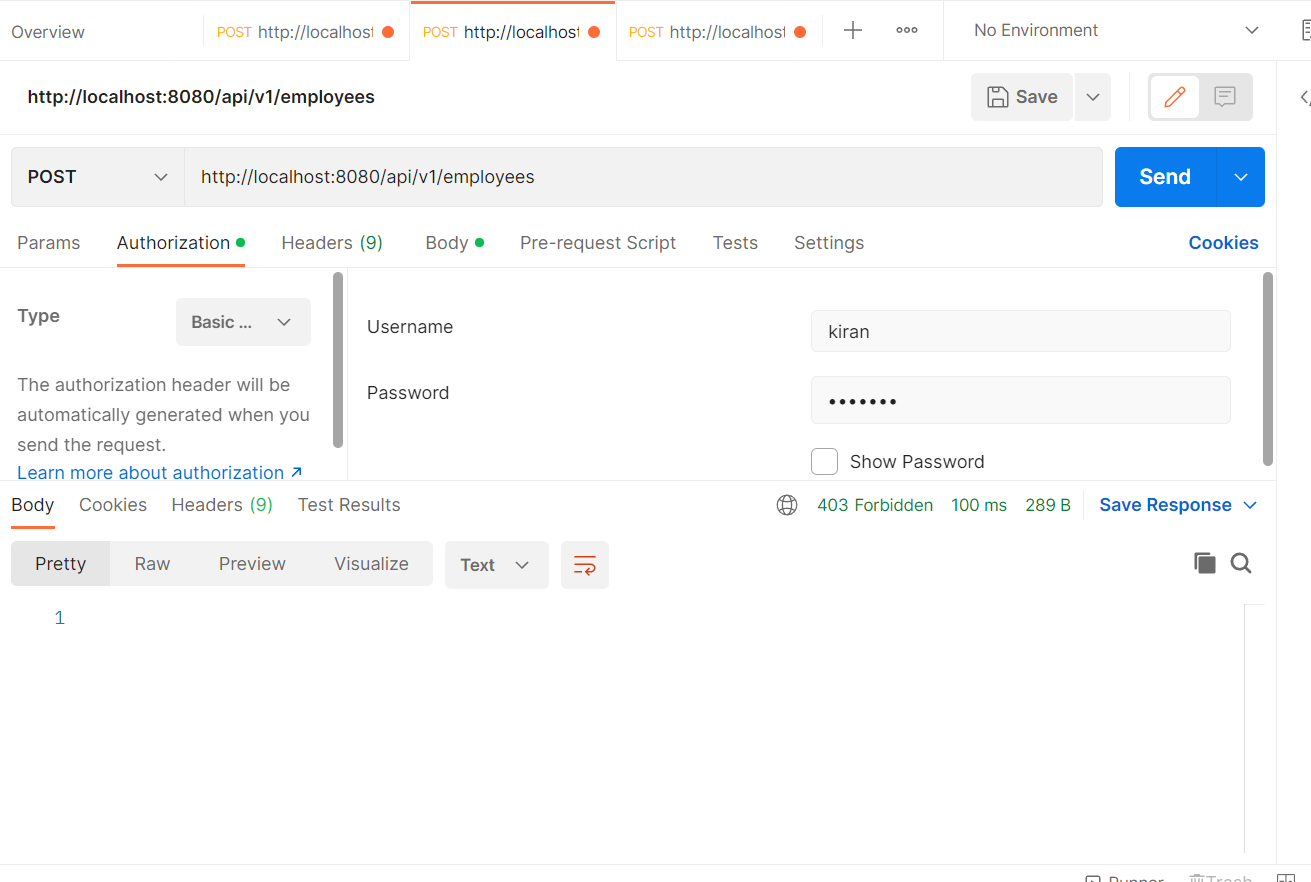 Overview
POST http://localhost
POST http://localhost
POST http://localhost
No Environment
http://localhost:8080/api/v1/employees
Save
POST
http://localhost:8080/api/v1/employees
Send
Params
Authorization
Headers (9)
Body
Pre-request Script
Tests
Settings
Cookies
Type
Basic ...
The authorization header will be
automatically generated when you
send the request.
Learn more about authorization ↗
Username
kiran
Password
•••••••
Show Password
Body
Cookies
Headers (9)
Test Results
403 Forbidden
100 ms
289 B
Save Response
Pretty
Raw
Preview
Visualize
Text
1
Runner
Trash